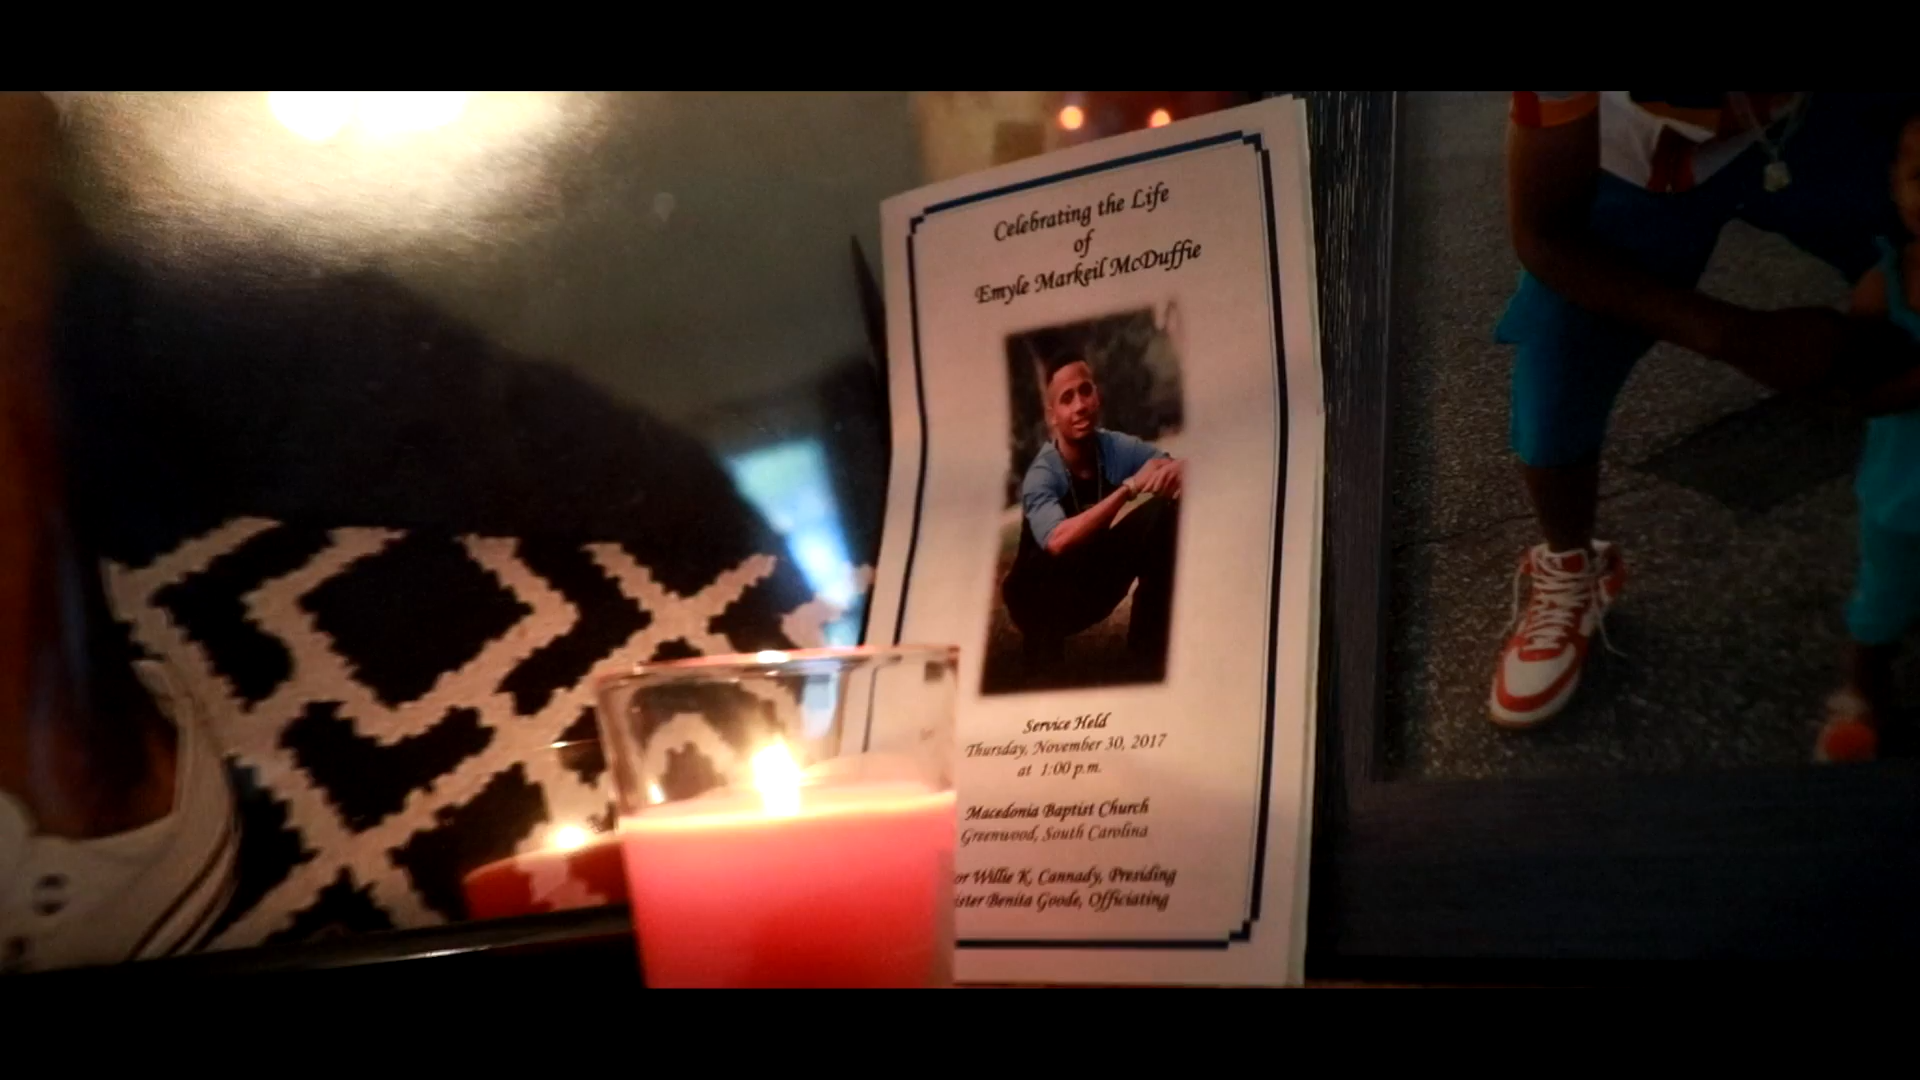 Celebrating the Life
of
Emyle Markeil McDuffie
Service Held
Thursday, November 30, 2017
at 1:00 p.m.
Macedonia Baptist Church
Greenwood, South Carolina
Willie K. Cannady, Presiding
Benita Goode, Officiating